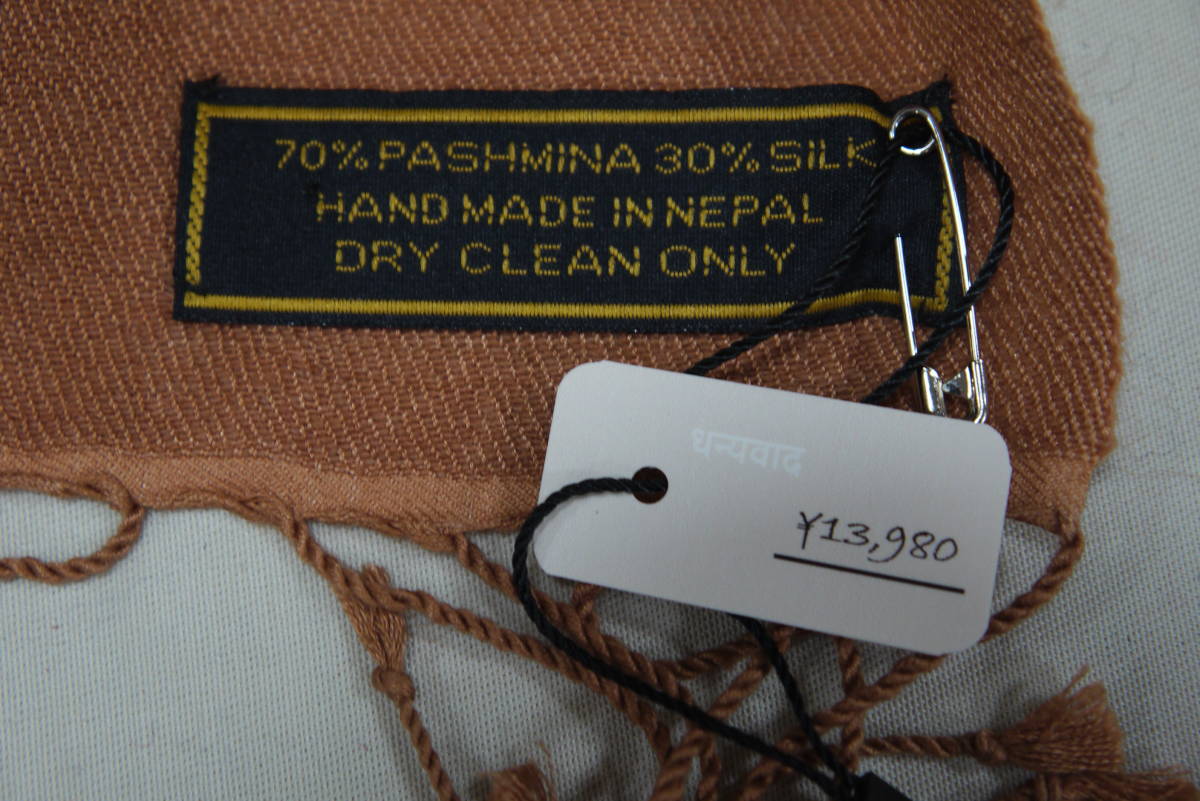 70% PASHMINA 30% SILK
HAND MADE IN NEPAL
DRY CLEAN ONLY
धन्यवाद
¥13,980